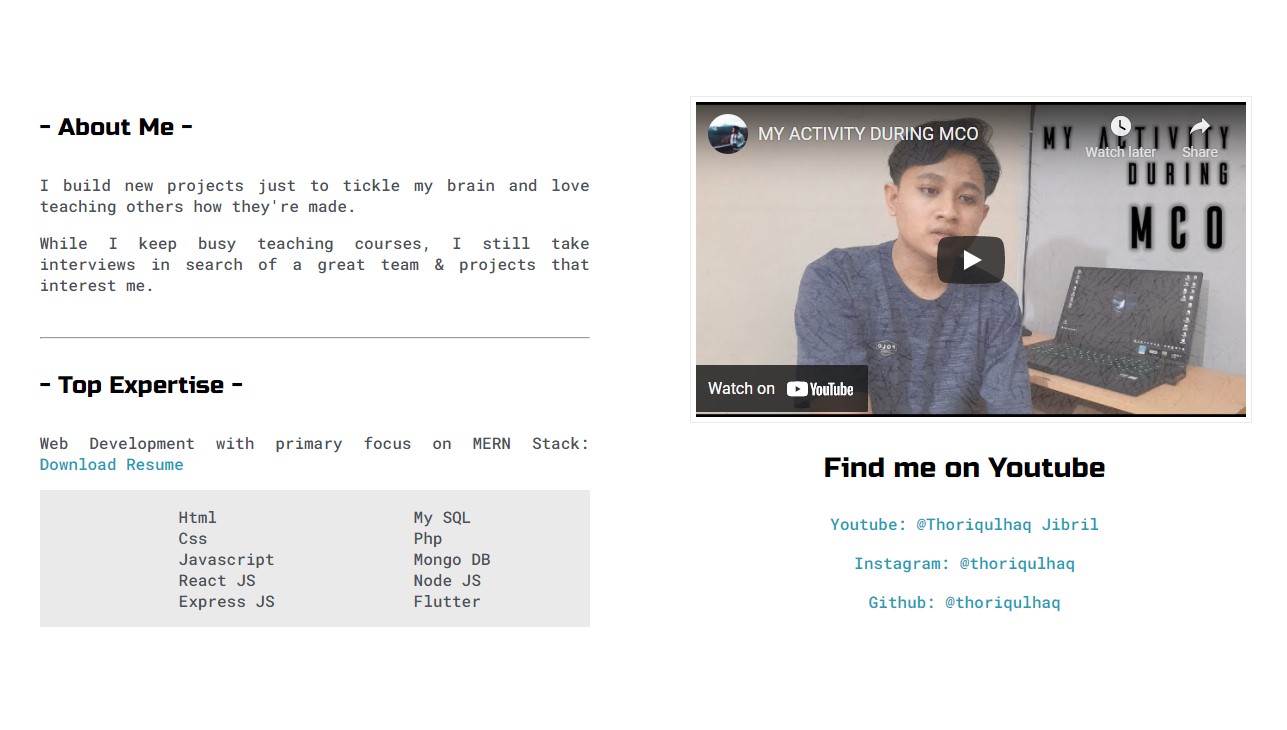 - About Me -
I build new projects just to tickle my brain and love
teaching others how they're made.
While I keep busy teaching courses, I still take
interviews in search of a great team & projects that
interest me.
- Top Expertise -
Web Development with primary focus on MERN Stack:
Download Resume
Html
Css
Javascript
React JS
Express JS
My SQL
Php
Mongo DB
Node JS
Flutter
MY ACTIVITY DURING MCO
Watch later
Share
MY ACTIVITY
DURING
MCO
POLO
Watch on YouTube
Find me on Youtube
Youtube: @Thoriqulhaq Jibril
Instagram: @thoriqulhaq
Github: @thoriqulhaq